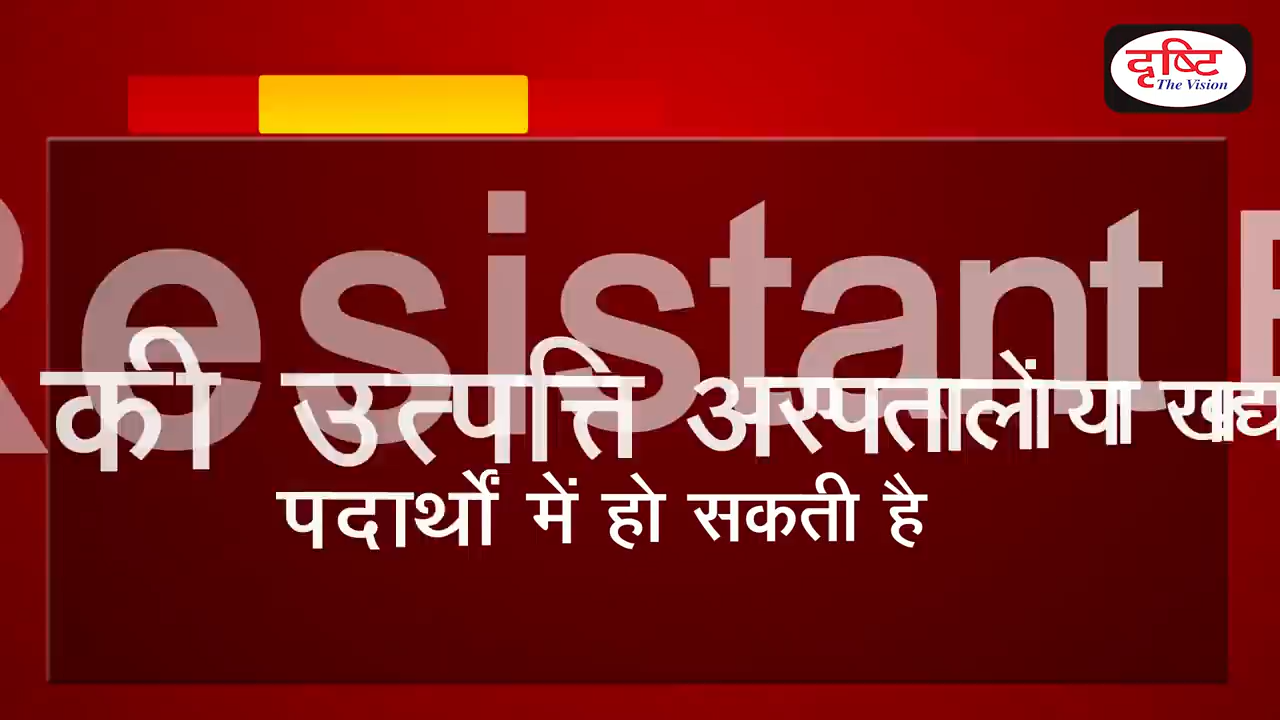 दृष्टि
The Vision
Resistant
की उत्पत्ति अस्पतालों या खाद्य
पदार्थों में हो सकती है